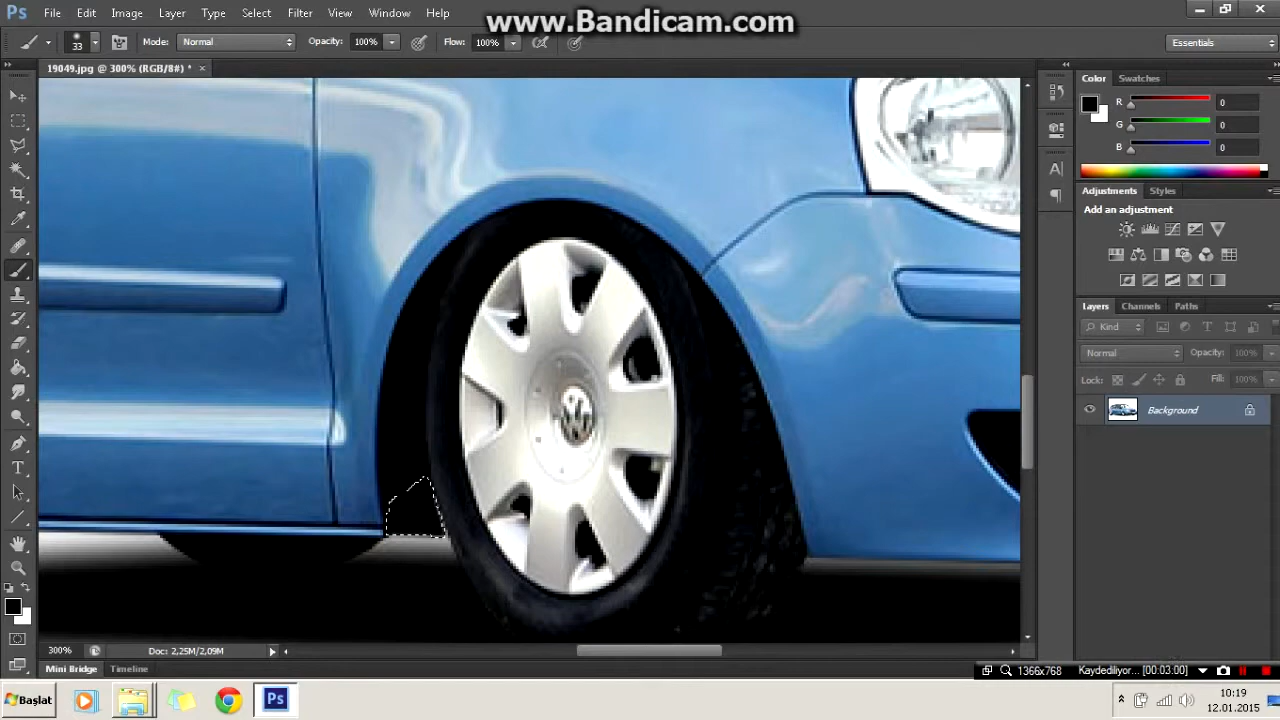 www.Bandicam.com
Ps File Edit Image Layer Type Select Filter View Window Help
33 Mode: Normal Opacity: 100% Flow: 100% Essentials
19049.jpg @ 300% (RGB/8#) * ×
Color Swatches
R 0
G 0
B 0
Adjustments Styles
Add an adjustment
Layers Channels Paths
Kind
Normal Opacity: 100%
Lock: Fill: 100%
Background
300% Doc: 2,25M/2,09M
Mini Bridge Timeline
1366x768 Kaydediliyor... [00:03:00]
Başlat Ps
10:19
12.01.2015